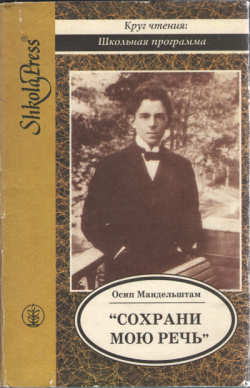 Круг чтения:
Школьная программа
ShkolaPress®
Осип Мандельштам
“СОХРАНИ
МОЮ РЕЧЬ”